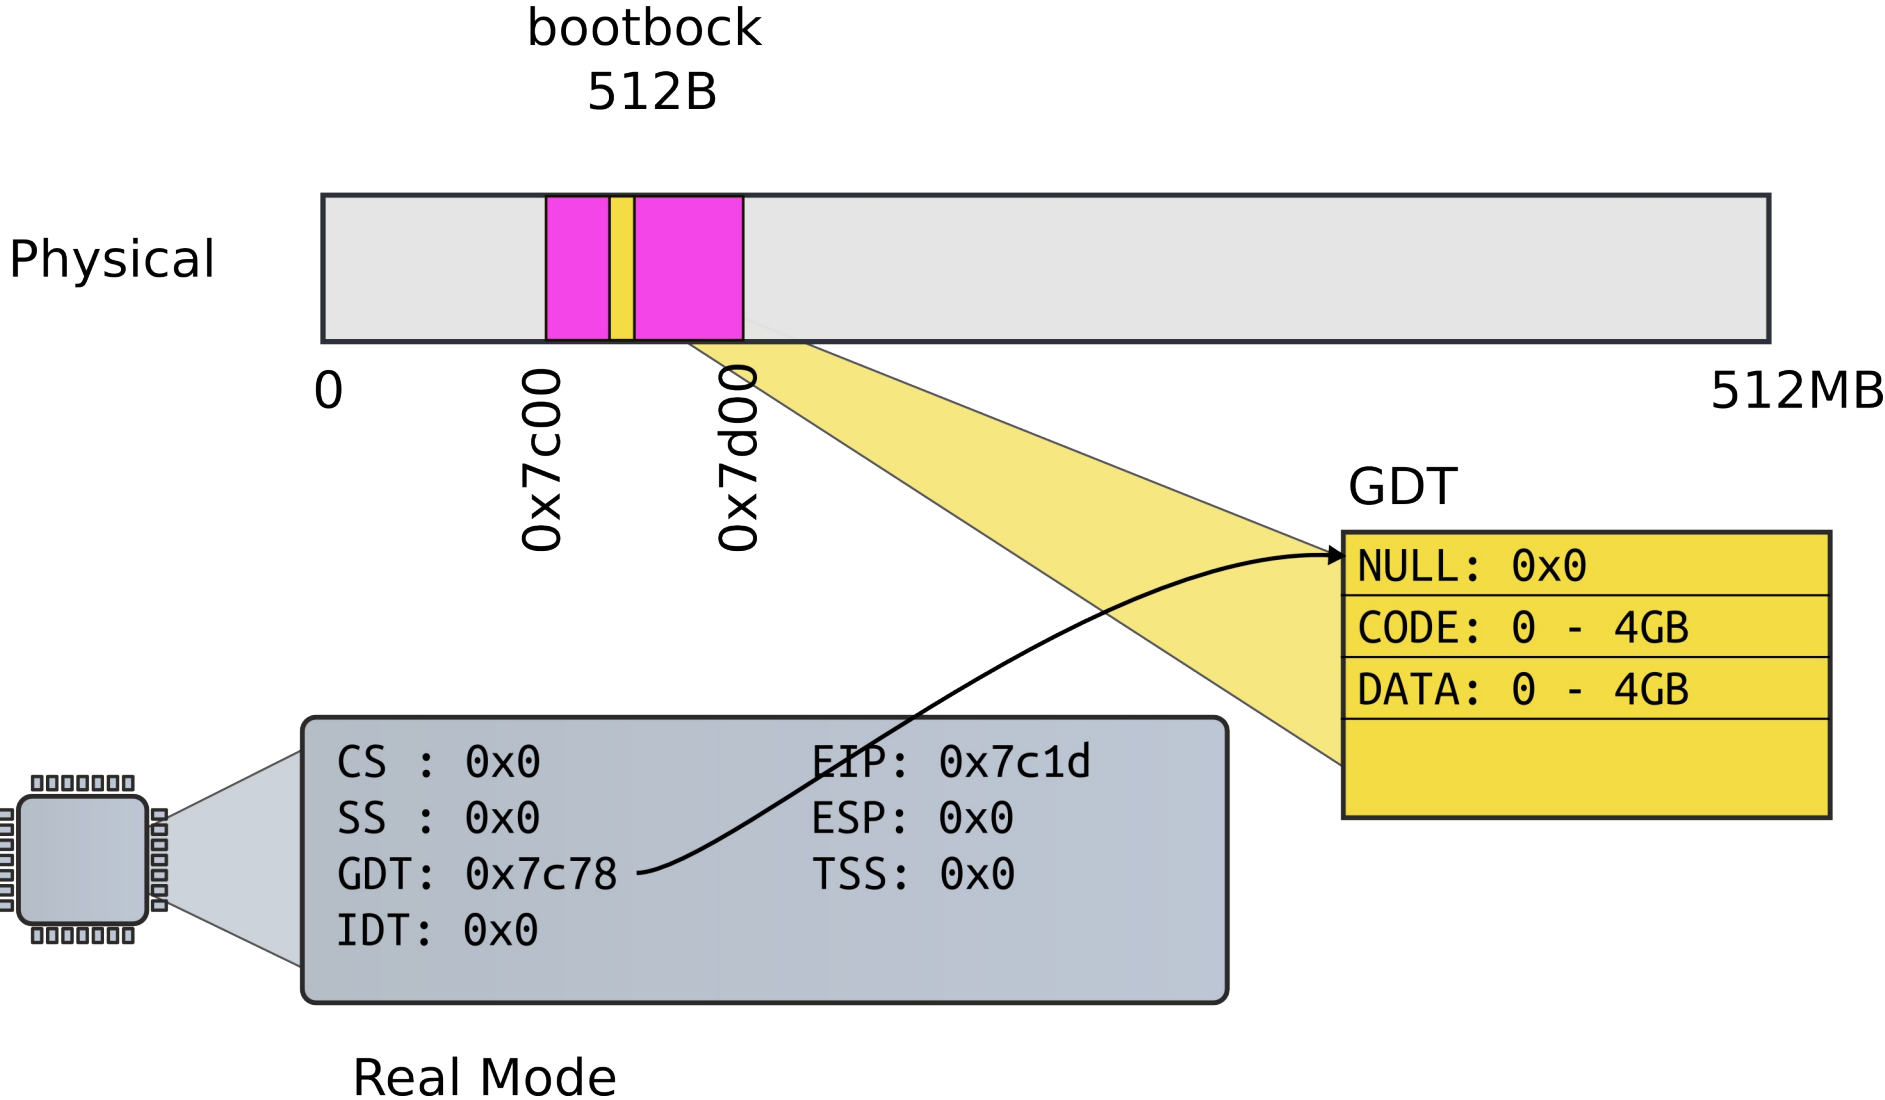 bootbock
512B
Physical
0
0x7c00
0x7d00
512MB
GDT
NULL: 0x0
CODE: 0 - 4GB
DATA: 0 - 4GB
CS : 0x0
SS : 0x0
GDT: 0x7c78
IDT: 0x0
EIP: 0x7c1d
ESP: 0x0
TSS: 0x0
Real Mode